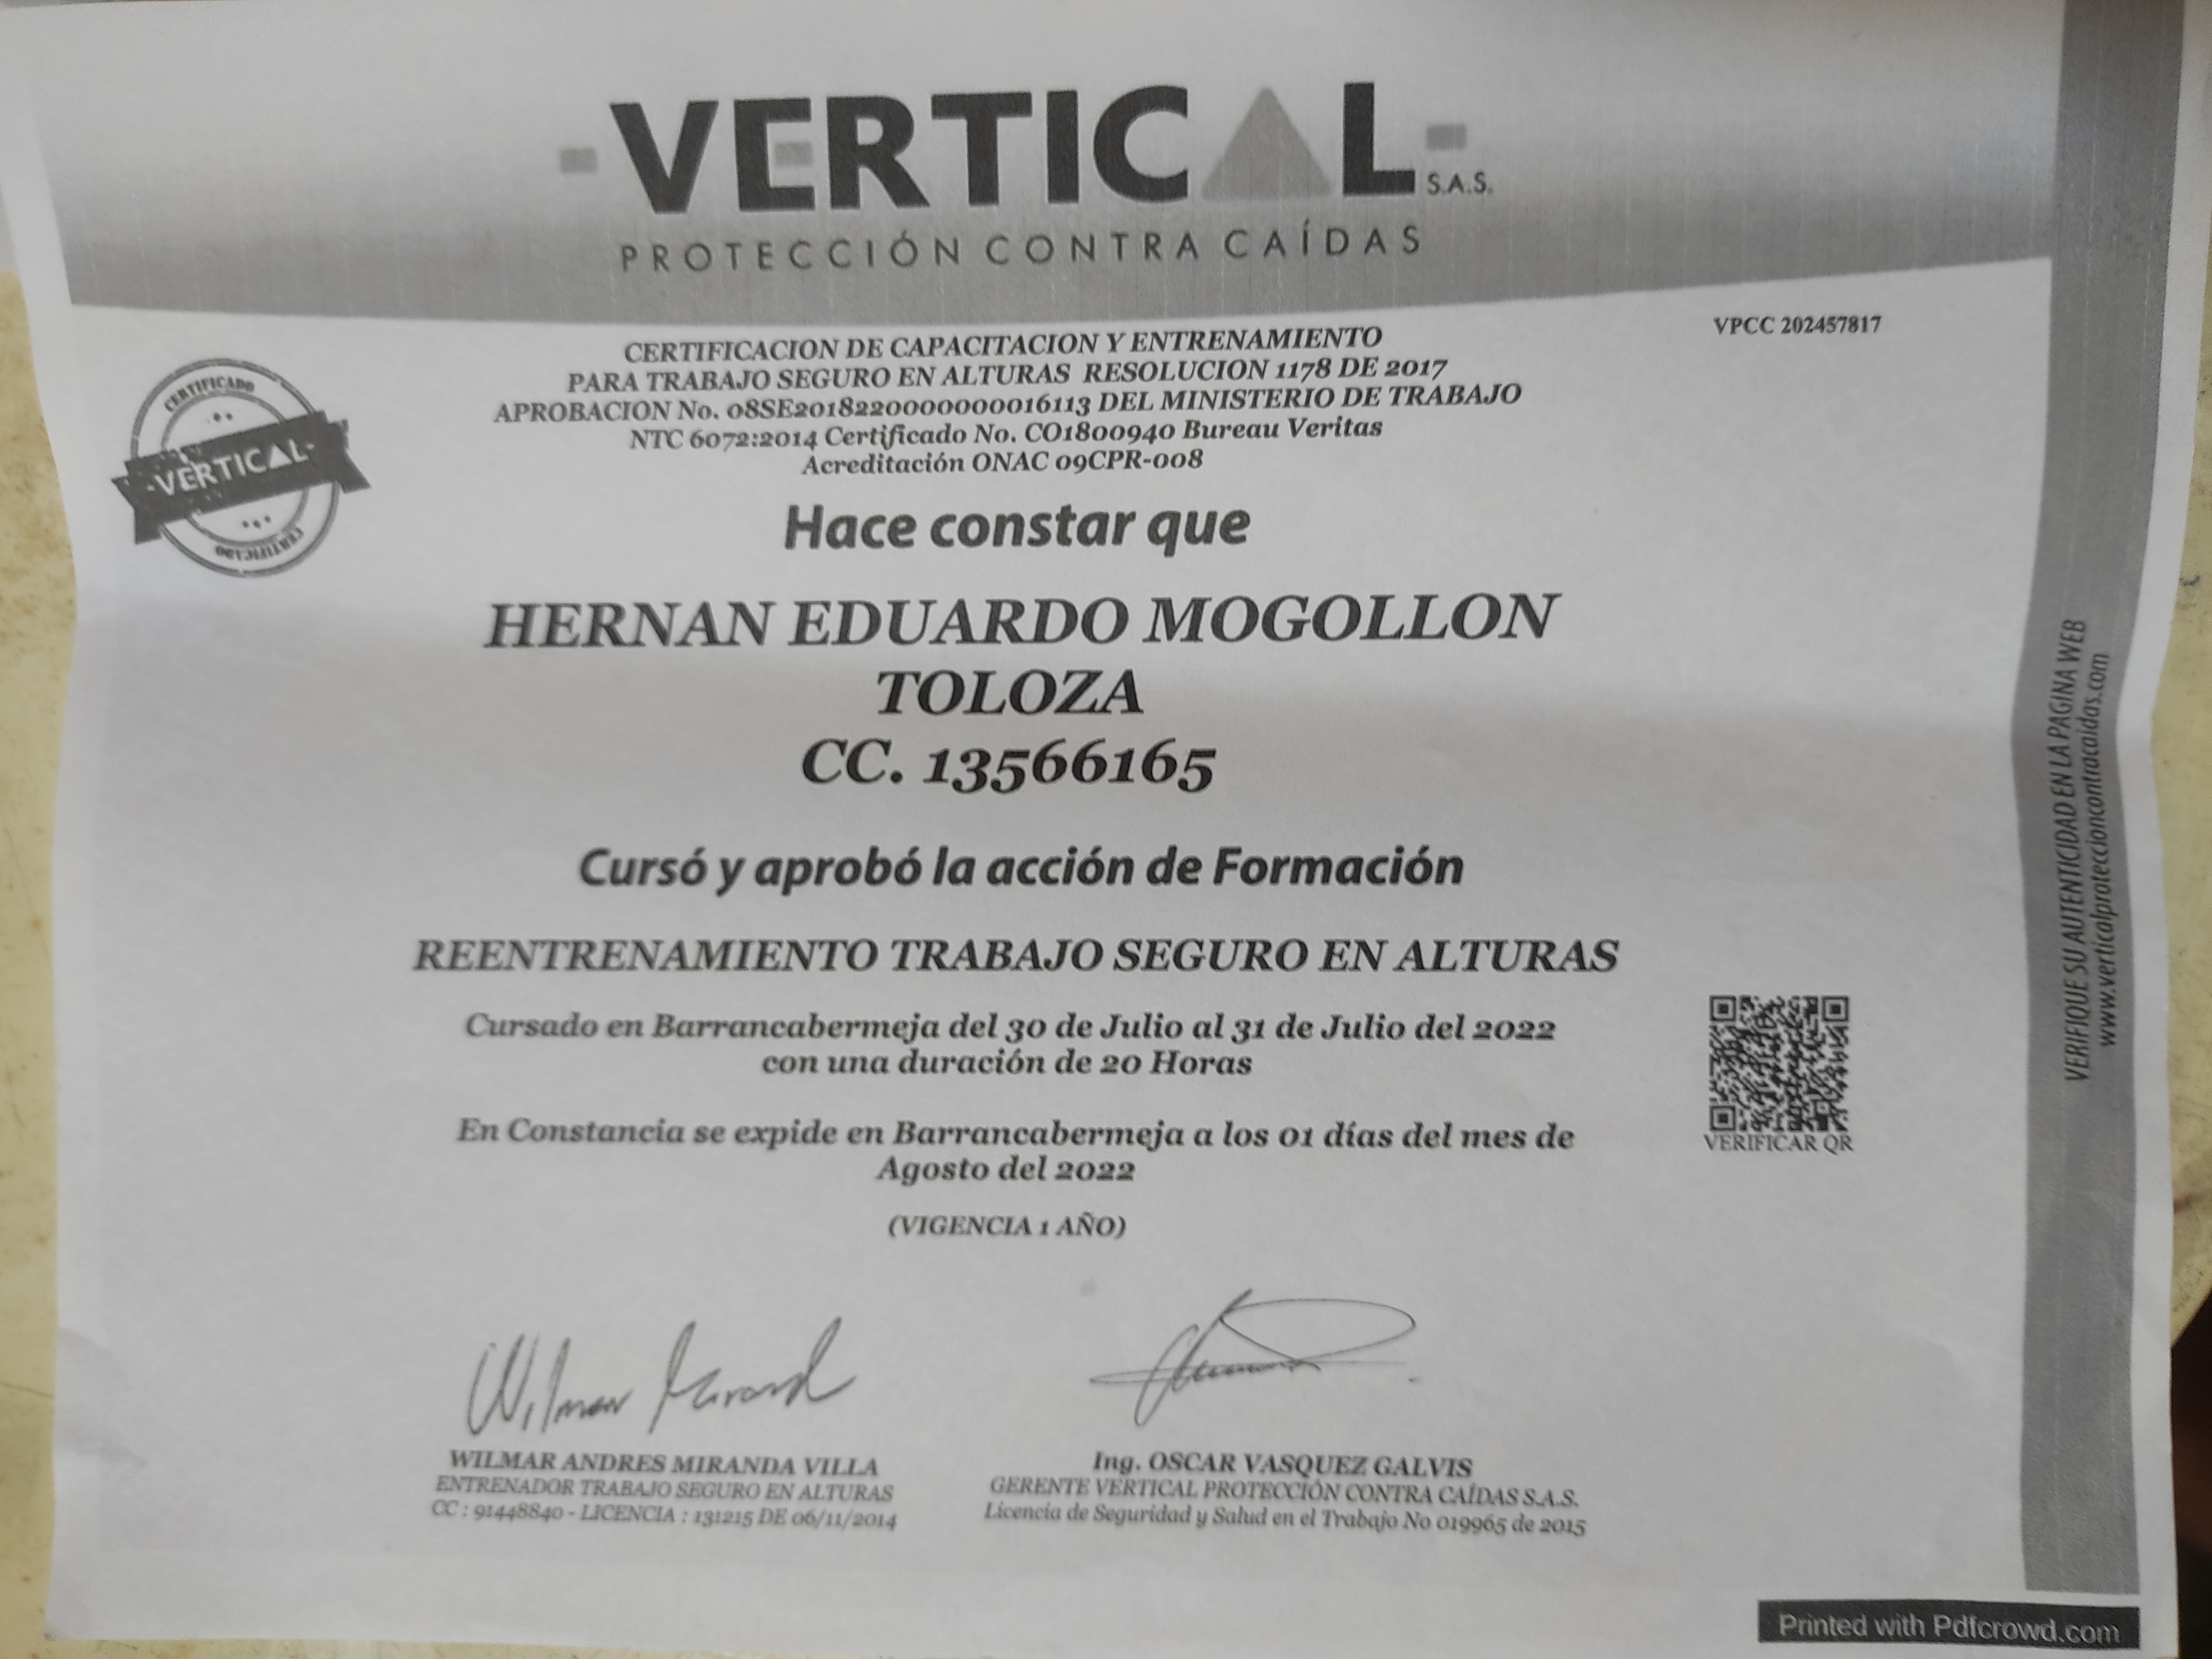 VERTICAL S.A.S.
PROTECCIÓN CONTRA CAÍDAS
VPCC 202457817
CERTIFICACION DE CAPACITACION Y ENTRENAMIENTO
PARA TRABAJO SEGURO EN ALTURAS RESOLUCION 1178 DE 2017
APROBACION No. 08SE2018220000000016113 DEL MINISTERIO DE TRABAJO
NTC 6072:2014 Certificado No. CO1800940 Bureau Veritas
Acreditación ONAC 09CPR-008
CERTIFICADO
-VERTICAL-
CERTIFICADO
Hace constar que
HERNAN EDUARDO MOGOLLON
TOLOZA
CC. 13566165
Cursó y aprobó la acción de Formación
REENTRENAMIENTO TRABAJO SEGURO EN ALTURAS
Cursado en Barrancabermeja del 30 de Julio al 31 de Julio del 2022
con una duración de 20 Horas
En Constancia se expide en Barrancabermeja a los 01 días del mes de
Agosto del 2022
(VIGENCIA 1 AÑO)
VERIFICAR QR
WILMAR ANDRES MIRANDA VILLA
ENTRENADOR TRABAJO SEGURO EN ALTURAS
CC : 91448840 - LICENCIA : 131215 DE 06/11/2014
Ing. OSCAR VASQUEZ GALVIS
GERENTE VERTICAL PROTECCIÓN CONTRA CAÍDAS S.A.S.
Licencia de Seguridad y Salud en el Trabajo No 019965 de 2015
VERIFIQUE SU AUTENTICIDAD EN LA PAGINA WEB
www.verticalproteccioncontracaidas.com
Printed with Pdfcrowd.com